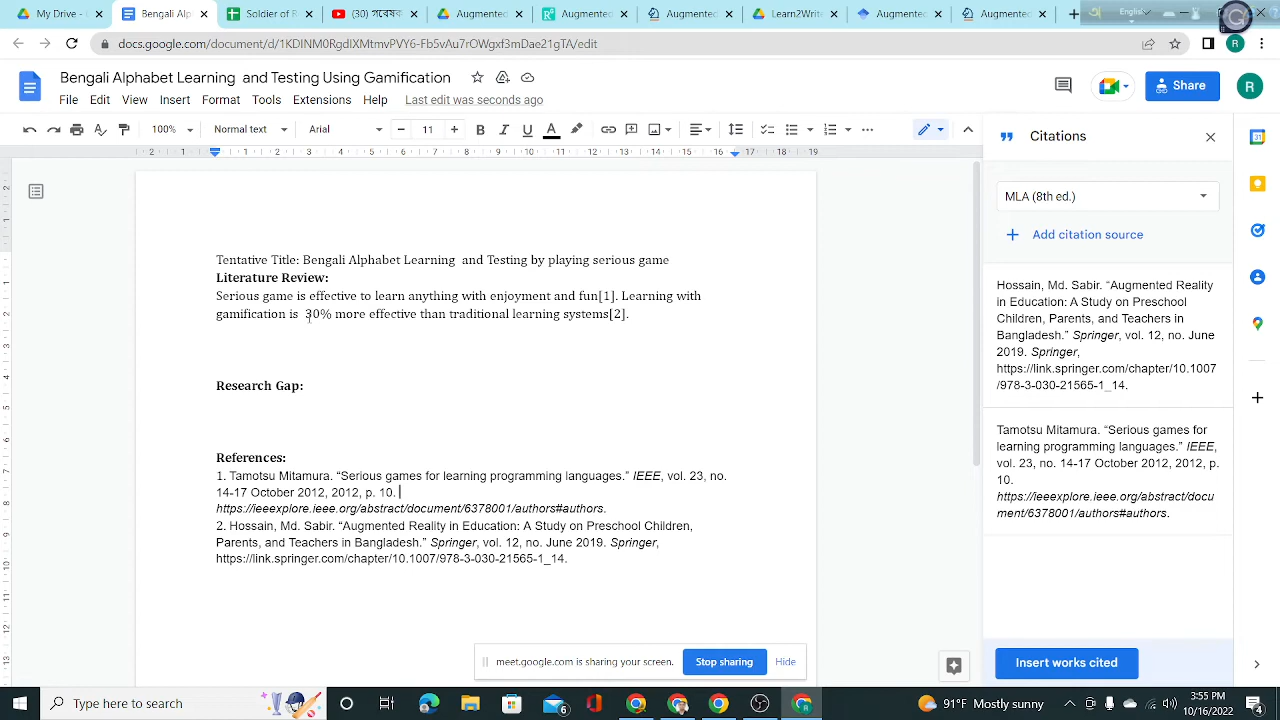 My Drive
Bengali Alp
Soldier of R
(30)
Augmented
Augmented
Augmented
Learn2Write
Augmented
Augmented
English
docs.google.com/document/d/1KDINM0RgdIXMtrnvPVY6-Fb5vAu7rOWgxf3mDaFs1gTA/edit
Bengali Alphabet Learning and Testing Using Gamification
File Edit View Insert Format Tools Extensions Help Last edit was seconds ago
Share
R
100% Normal text Arial 11
Citations
MLA (8th ed.)
Add citation source
Tentative Title: Bengali Alphabet Learning and Testing by playing serious game
Literature Review:
Serious game is effective to learn anything with enjoyment and fun[1]. Learning with
gamification is 30% more effective than traditional learning systems[2].
Research Gap:
References:
1. Tamotsu Mitamura. “Serious games for learning programming languages.” IEEE, vol. 23, no.
14-17 October 2012, 2012, p. 10.
https://ieeexplore.ieee.org/abstract/document/6378001/authors#authors.
2. Hossain, Md. Sabir. “Augmented Reality in Education: A Study on Preschool Children,
Parents, and Teachers in Bangladesh.” Springer, vol. 12, no. June 2019. Springer,
https://link.springer.com/chapter/10.1007/978-3-030-21565-1_14.
Hossain, Md. Sabir. “Augmented Reality
in Education: A Study on Preschool
Children, Parents, and Teachers in
Bangladesh.” Springer, vol. 12, no. June
2019. Springer,
https://link.springer.com/chapter/10.1007
/978-3-030-21565-1_14.
Tamotsu Mitamura. “Serious games for
learning programming languages.” IEEE,
vol. 23, no. 14-17 October 2012, 2012, p.
10.
https://ieeexplore.ieee.org/abstract/docu
ment/6378001/authors#authors.
Insert works cited
meet.google.com is sharing your screen.
Stop sharing
Hide
Type here to search
91°F Mostly sunny
3:55 PM
10/16/2022